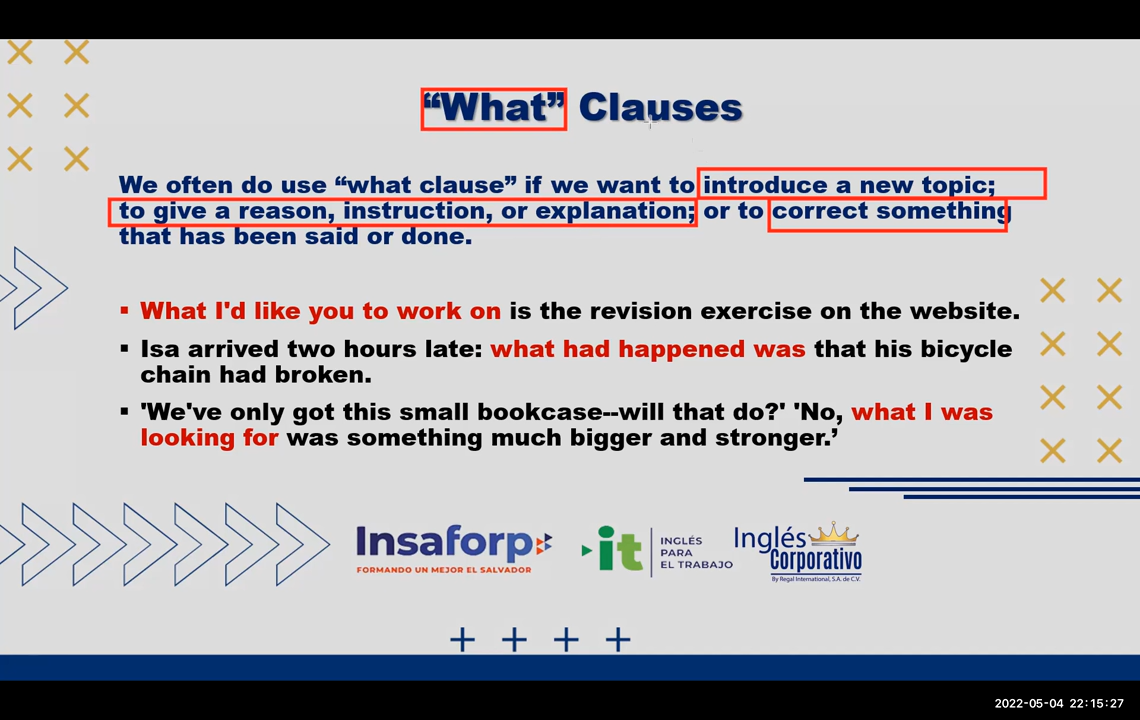 “What” Clauses
We often do use “what clause” if we want to introduce a new topic;
to give a reason, instruction, or explanation; or to correct something
that has been said or done.
▪ What I'd like you to work on is the revision exercise on the website.
▪ Isa arrived two hours late: what had happened was that his bicycle
chain had broken.
▪ 'We've only got this small bookcase--will that do?' 'No, what I was
looking for was something much bigger and stronger.’
Insaforp
FORMANDO UN MEJOR EL SALVADOR
it
INGLÉS
PARA
EL TRABAJO
Inglés
Corporativo
By Regal International, S.A. de C.V.
2022-05-04 22:15:27